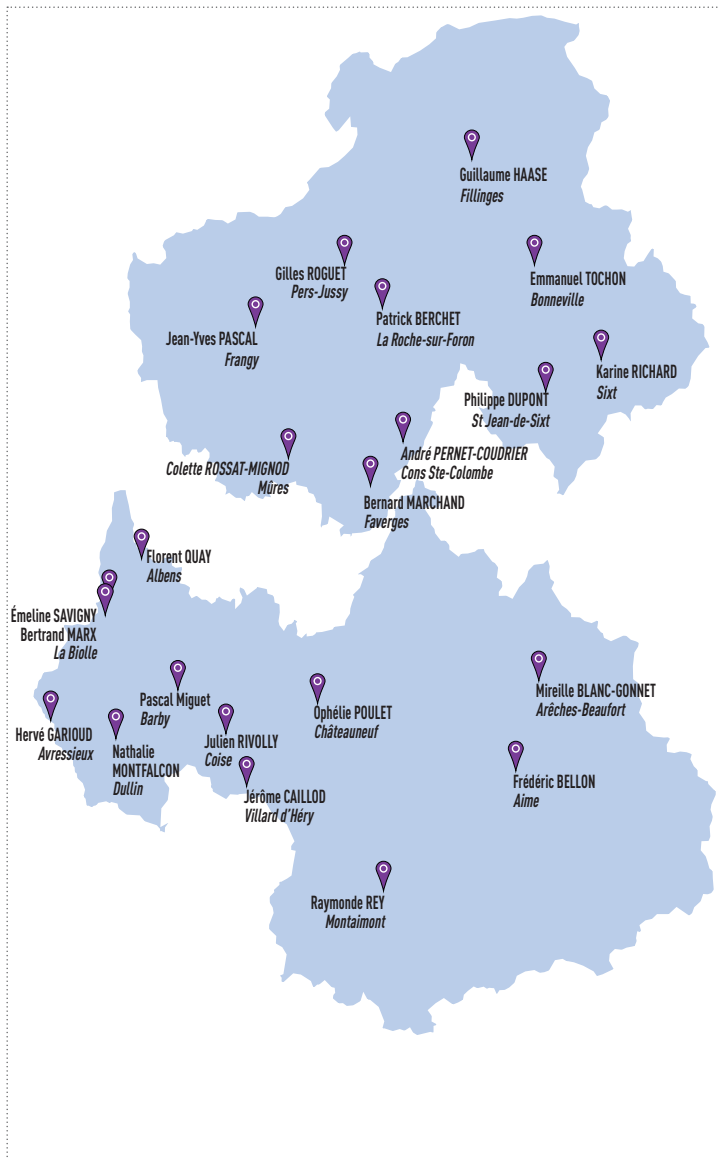 Guillaume HAASE
Fillinges
Gilles ROGUET
Pers-Jussy
Emmanuel TOCHON
Bonneville
Patrick BERCHET
La Roche-sur-Foron
Jean-Yves PASCAL
Frangy
Karine RICHARD
Sixt
Philippe DUPONT
St Jean-de-Sixt
André PERNET-COUDRIER
Cons Ste-Colombe
Colette ROSSAT-MIGNOD
Mûres
Bernard MARCHAND
Faverges
Florent QUAY
Albens
Émeline SAVIGNY
Bertrand MARX
La Biolle
Mireille BLANC-GONNET
Arêches-Beaufort
Pascal Miguet
Barby
Ophélie POULET
Châteauneuf
Hervé GARIOUD
Avressieux
Julien RIVOLLY
Coise
Nathalie
MONTFALCON
Dullin
Frédéric BELLON
Aime
Jérôme CAILLOD
Villard d'Héry
Raymonde REY
Montaimont